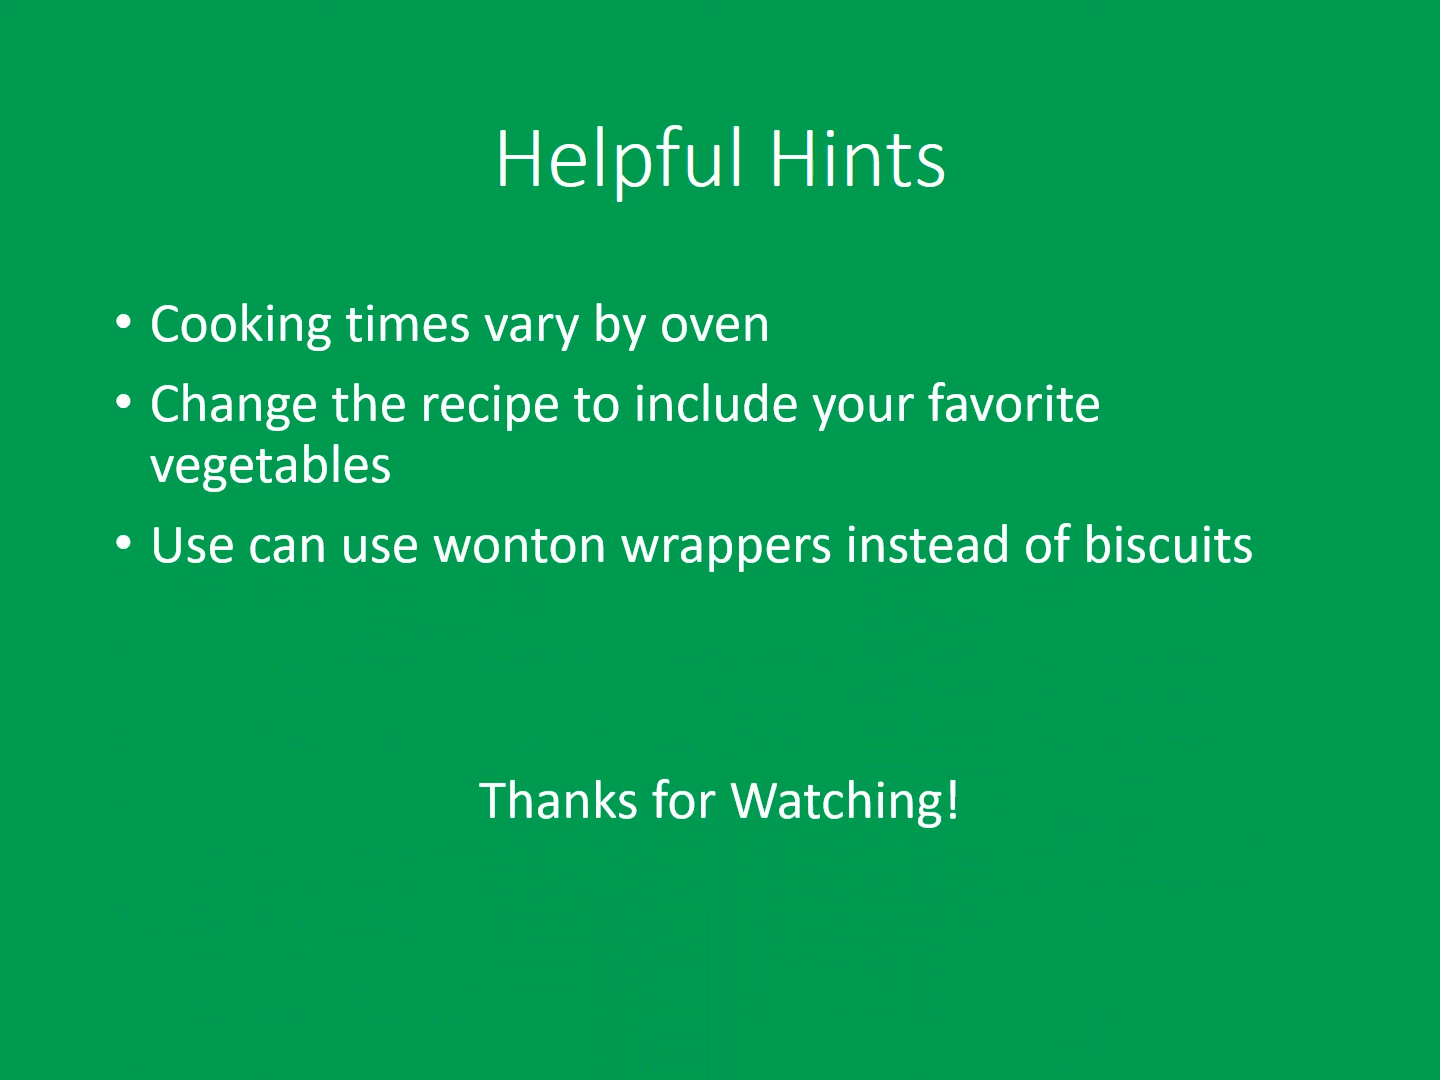 Helpful Hints
• Cooking times vary by oven
• Change the recipe to include your favorite
vegetables
• Use can use wonton wrappers instead of biscuits
Thanks for Watching!